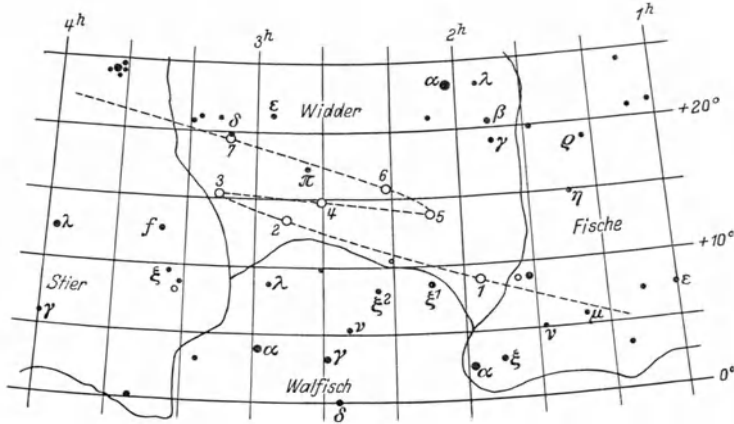 4h 3h 2h 1h
α λ
ε Widder β +20°
δ
7 γ ϱ
π 6
3 η
4 5
λ f 2 Fische
+10°
ξ λ 1 ε
Stier ξ² ξ¹
γ ν ν μ
α γ
α ξ
Walfisch 0°
δ